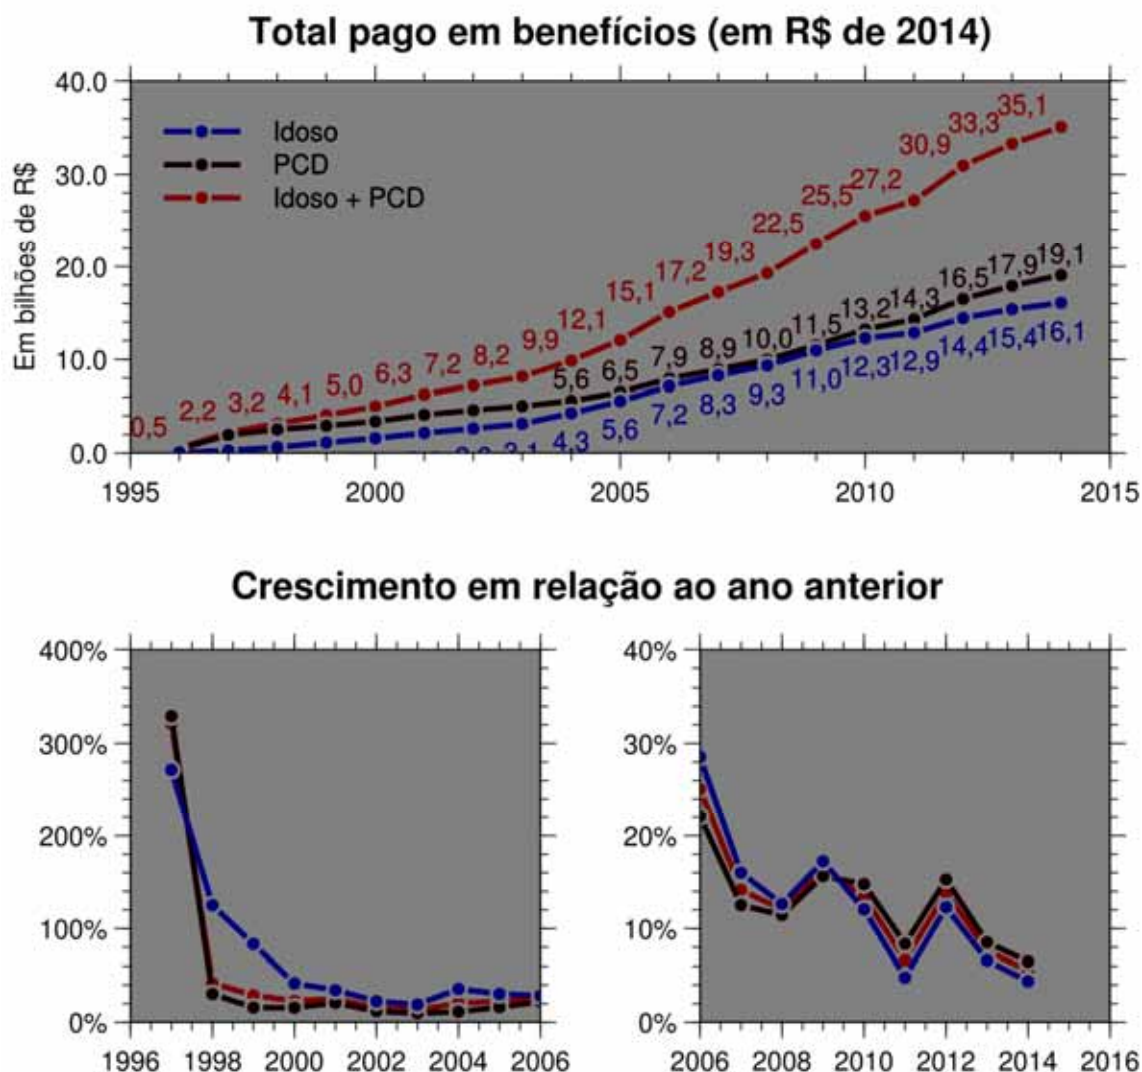 Total pago em benefícios (em R$ de 2014)
Em bilhões de R$
40.0
30.0
20.0
10.0
0.0
Idoso
PCD
Idoso + PCD
0,5 2,2 3,2 4,1 5,0 6,3 7,2 8,2 9,9 12,1 15,1 17,2 19,3 22,5 25,5 27,2 30,9 33,3 35,1
5,6 6,5 7,9 8,9 10,0 11,5 13,2 14,3 16,5 17,9 19,1
3,1 4,3 5,6 7,2 8,3 9,3 11,0 12,3 12,9 14,4 15,4 16,1
1995 2000 2005 2010 2015
Crescimento em relação ao ano anterior
400%
300%
200%
100%
0%
1996 1998 2000 2002 2004 2006
40%
30%
20%
10%
0%
2006 2008 2010 2012 2014 2016